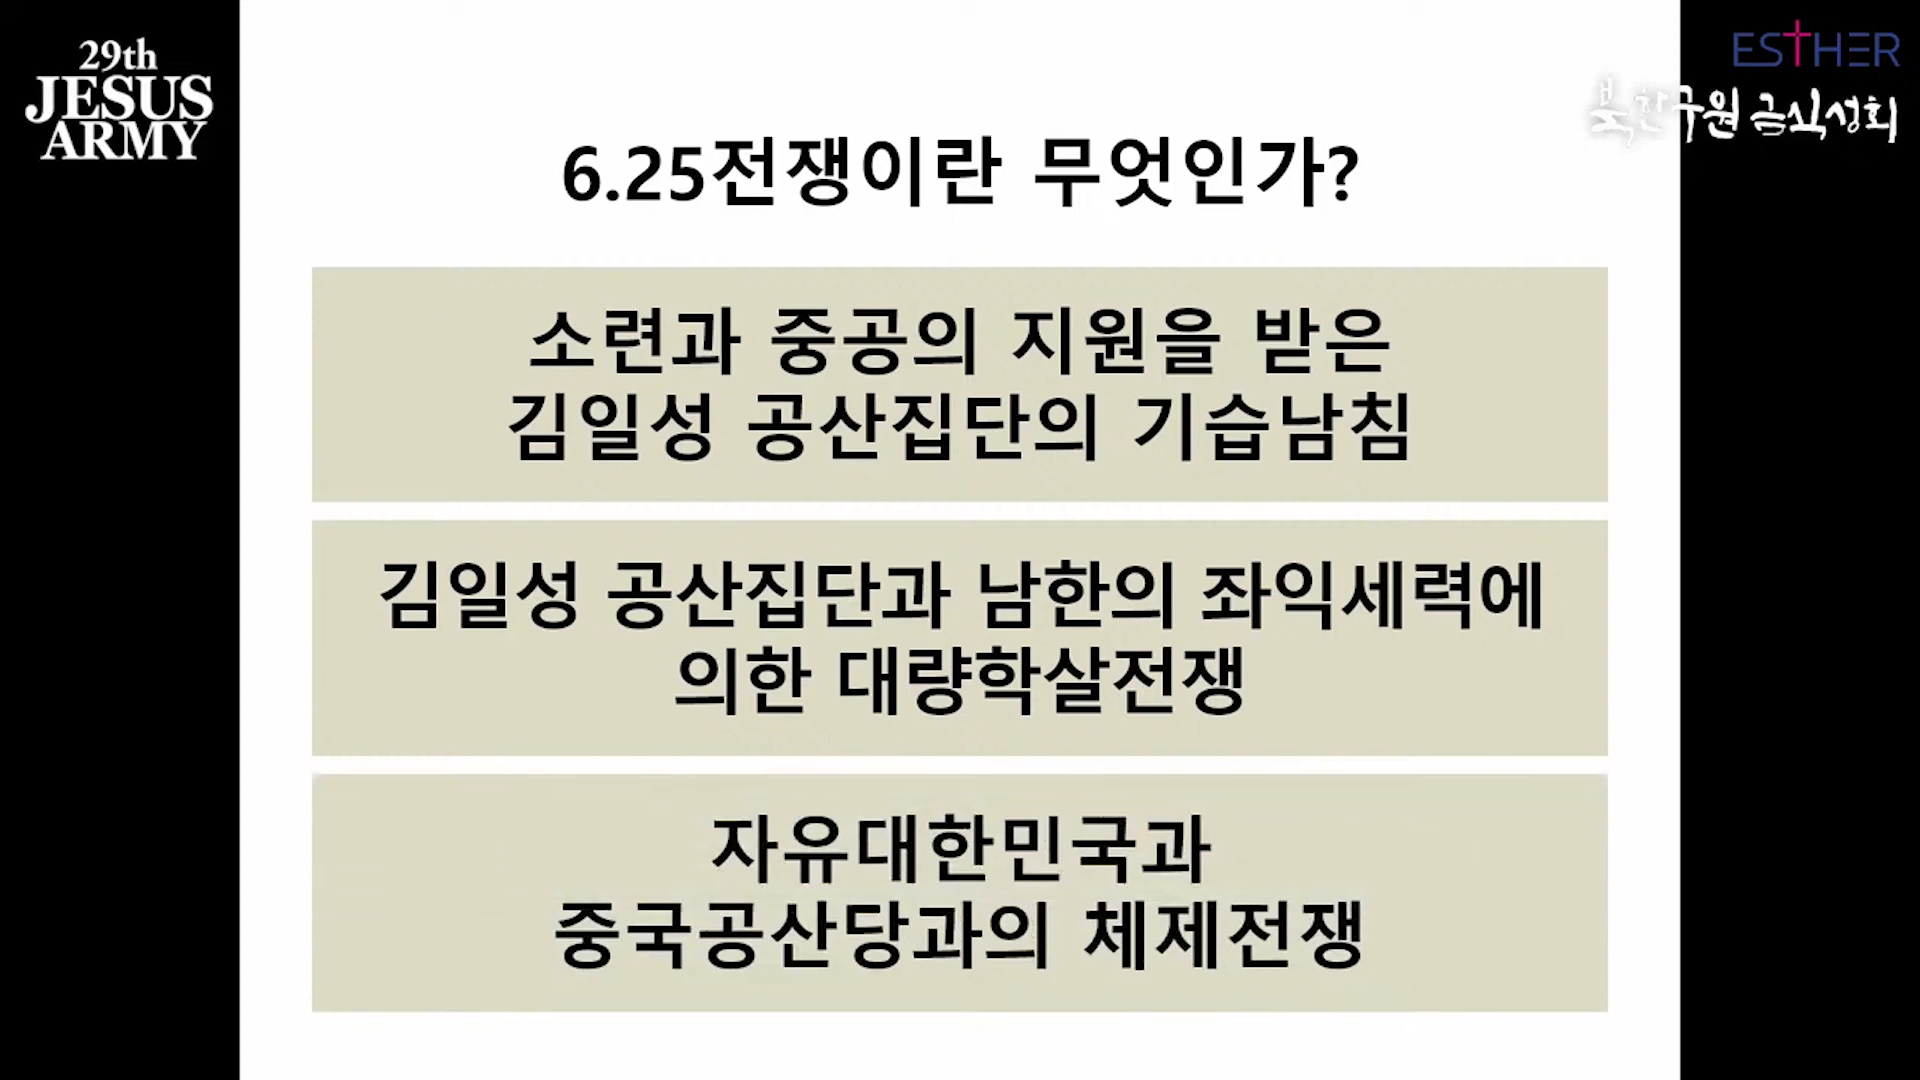 29th
JESUS
ARMY
ESTHER
북한구원 금식성회
6.25전쟁이란 무엇인가?
소련과 중공의 지원을 받은
김일성 공산집단의 기습남침
김일성 공산집단과 남한의 좌익세력에
의한 대량학살전쟁
자유대한민국과
중국공산당과의 체제전쟁